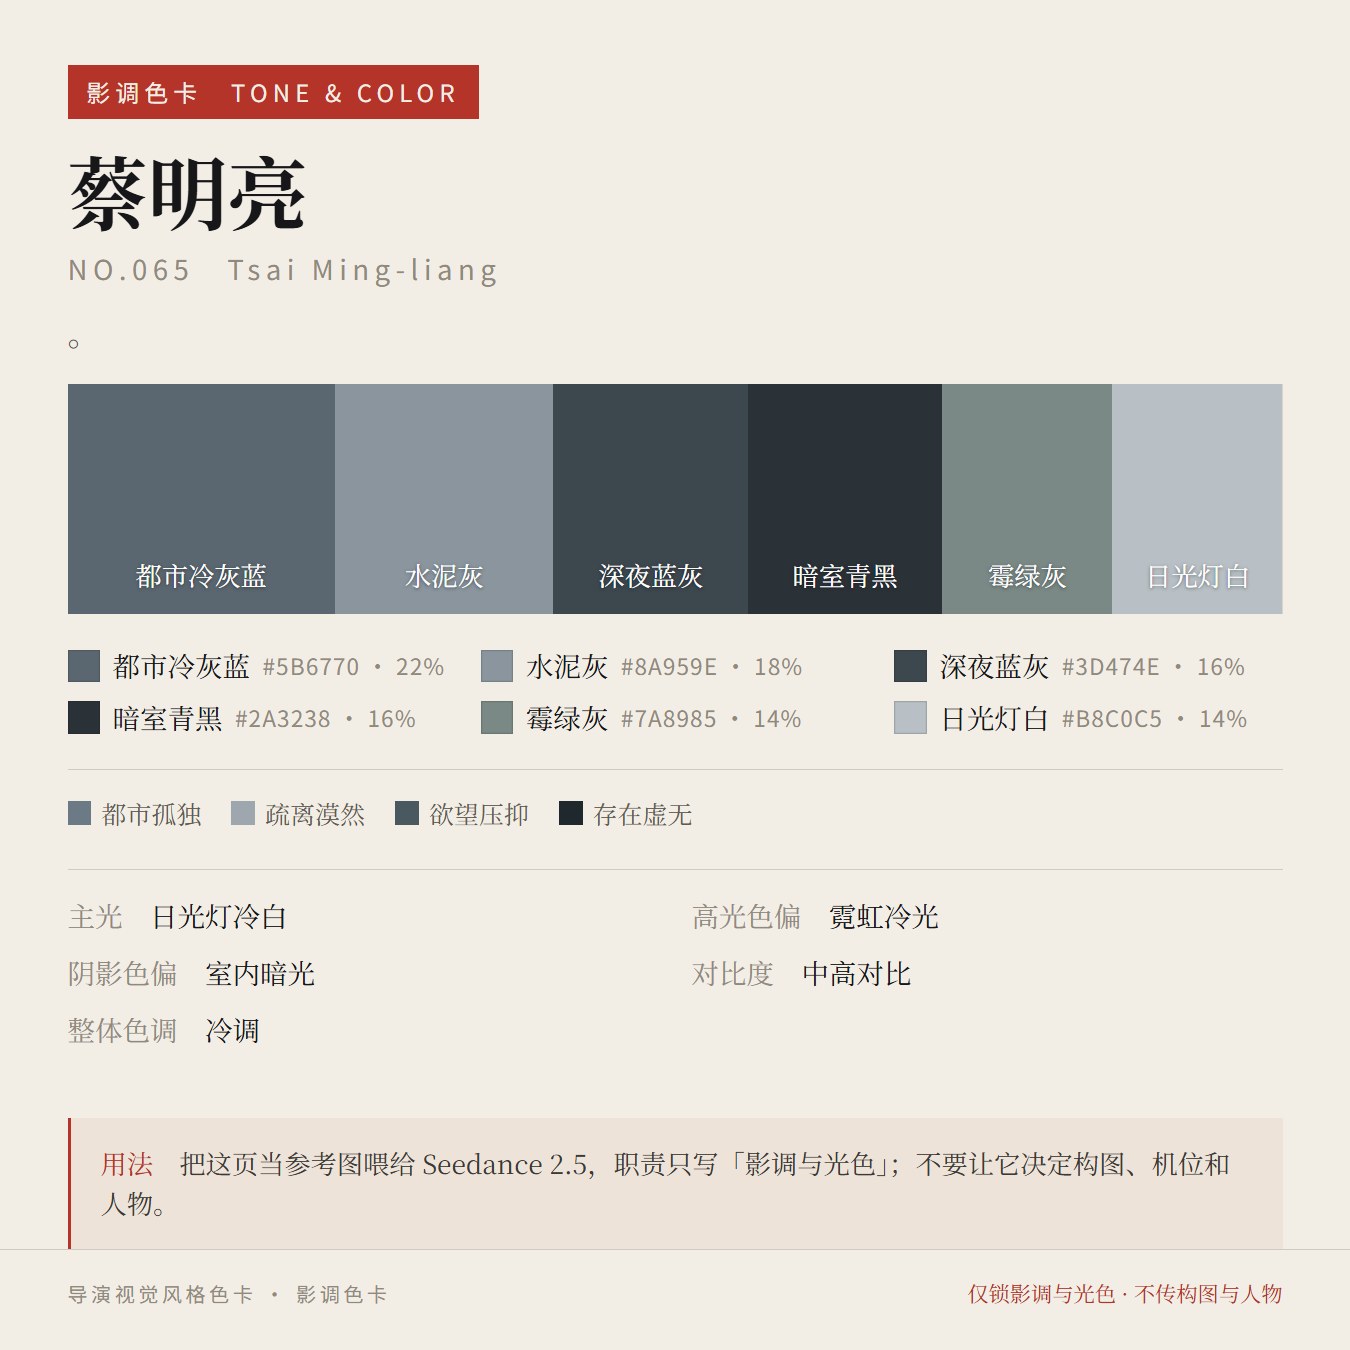 影调色卡 TONE & COLOR
蔡明亮
NO.065 Tsai Ming-liang
。
都市冷灰蓝 水泥灰 深夜蓝灰 暗室青黑 霉绿灰 日光灯白
都市冷灰蓝 #5B6770 · 22% 水泥灰 #8A959E · 18% 深夜蓝灰 #3D474E · 16%
暗室青黑 #2A3238 · 16% 霉绿灰 #7A8985 · 14% 日光灯白 #B8C0C5 · 14%
都市孤独 疏离漠然 欲望压抑 存在虚无
主光 日光灯冷白 高光色偏 霓虹冷光
阴影色偏 室内暗光 对比度 中高对比
整体色调 冷调
用法 把这页当参考图喂给 Seedance 2.5，职责只写「影调与光色」；不要让它决定构图、机位和
人物。
导演视觉风格色卡 · 影调色卡 仅锁影调与光色 · 不传构图与人物